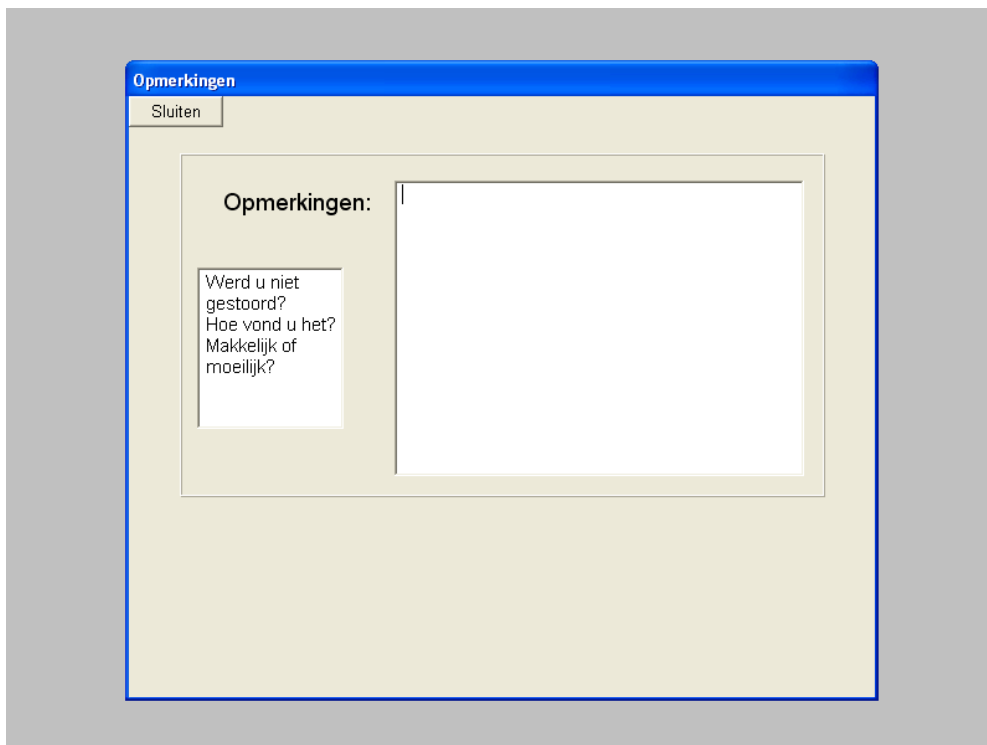 Opmerkingen
Sluiten
Opmerkingen:
Werd u niet
gestoord?
Hoe vond u het?
Makkelijk of
moeilijk?